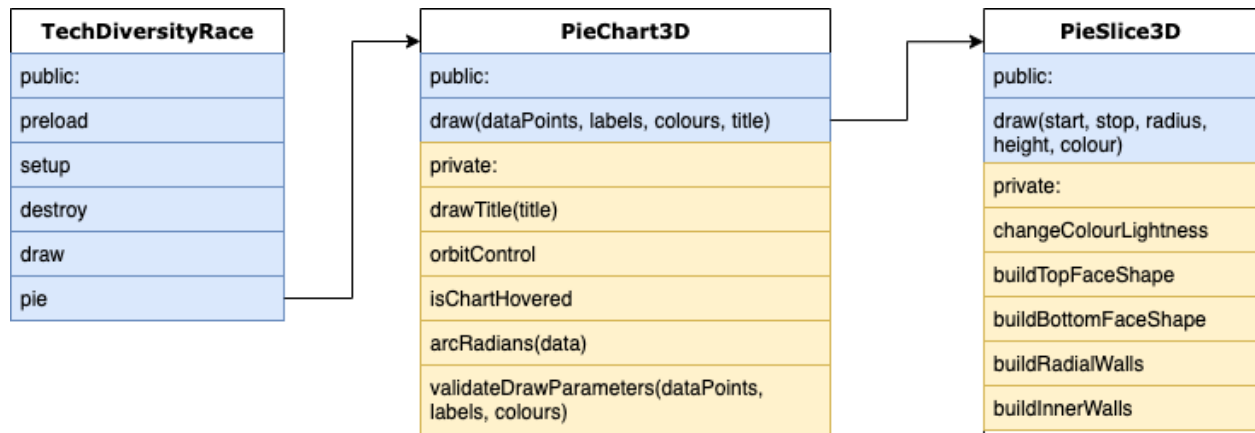 TechDiversityRace
public:
preload
setup
destroy
draw
pie
PieChart3D
public:
draw(dataPoints, labels, colours, title)
private:
drawTitle(title)
orbitControl
isChartHovered
arcRadians(data)
validateDrawParameters(dataPoints,
labels, colours)
PieSlice3D
public:
draw(start, stop, radius,
height, colour)
private:
changeColourLightness
buildTopFaceShape
buildBottomFaceShape
buildRadialWalls
buildInnerWalls